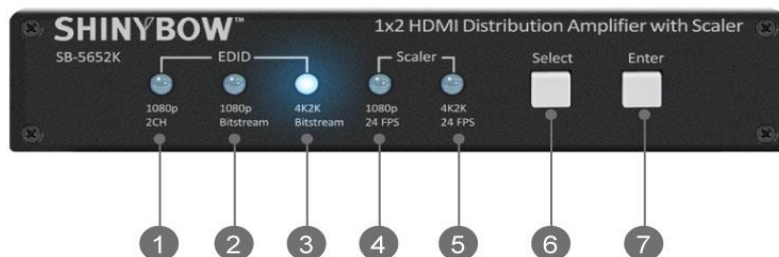 SHINYBOW™
1x2 HDMI Distribution Amplifier with Scaler
SB-5652K
EDID
Scaler
Select
Enter
1080p
2CH
1080p
Bitstream
4K2K
Bitstream
1080p
24 FPS
4K2K
24 FPS
1
2
3
4
5
6
7